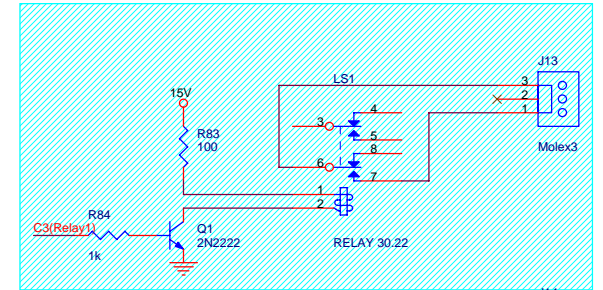 J13
LS1
3
15V
2
4
1
3
R83
5
100
8
Molex3
6
7
1
R84
2
Q1
C3(Relay1)
2N2222
RELAY 30.22
1k